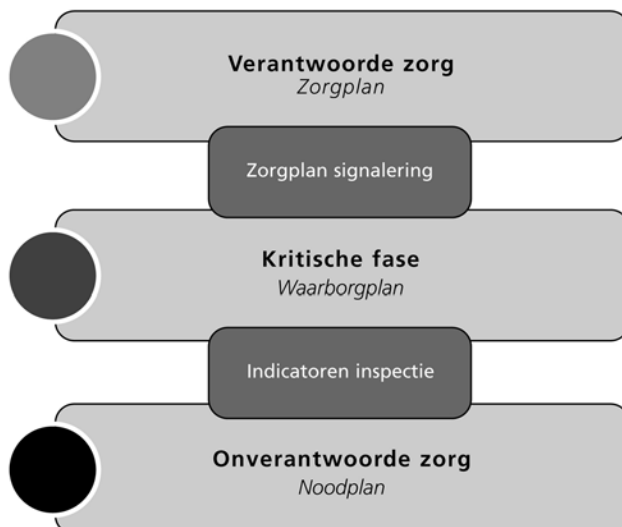 Verantwoorde zorg
Zorgplan
Zorgplan signalering
Kritische fase
Waarborgplan
Indicatoren inspectie
Onverantwoorde zorg
Noodplan